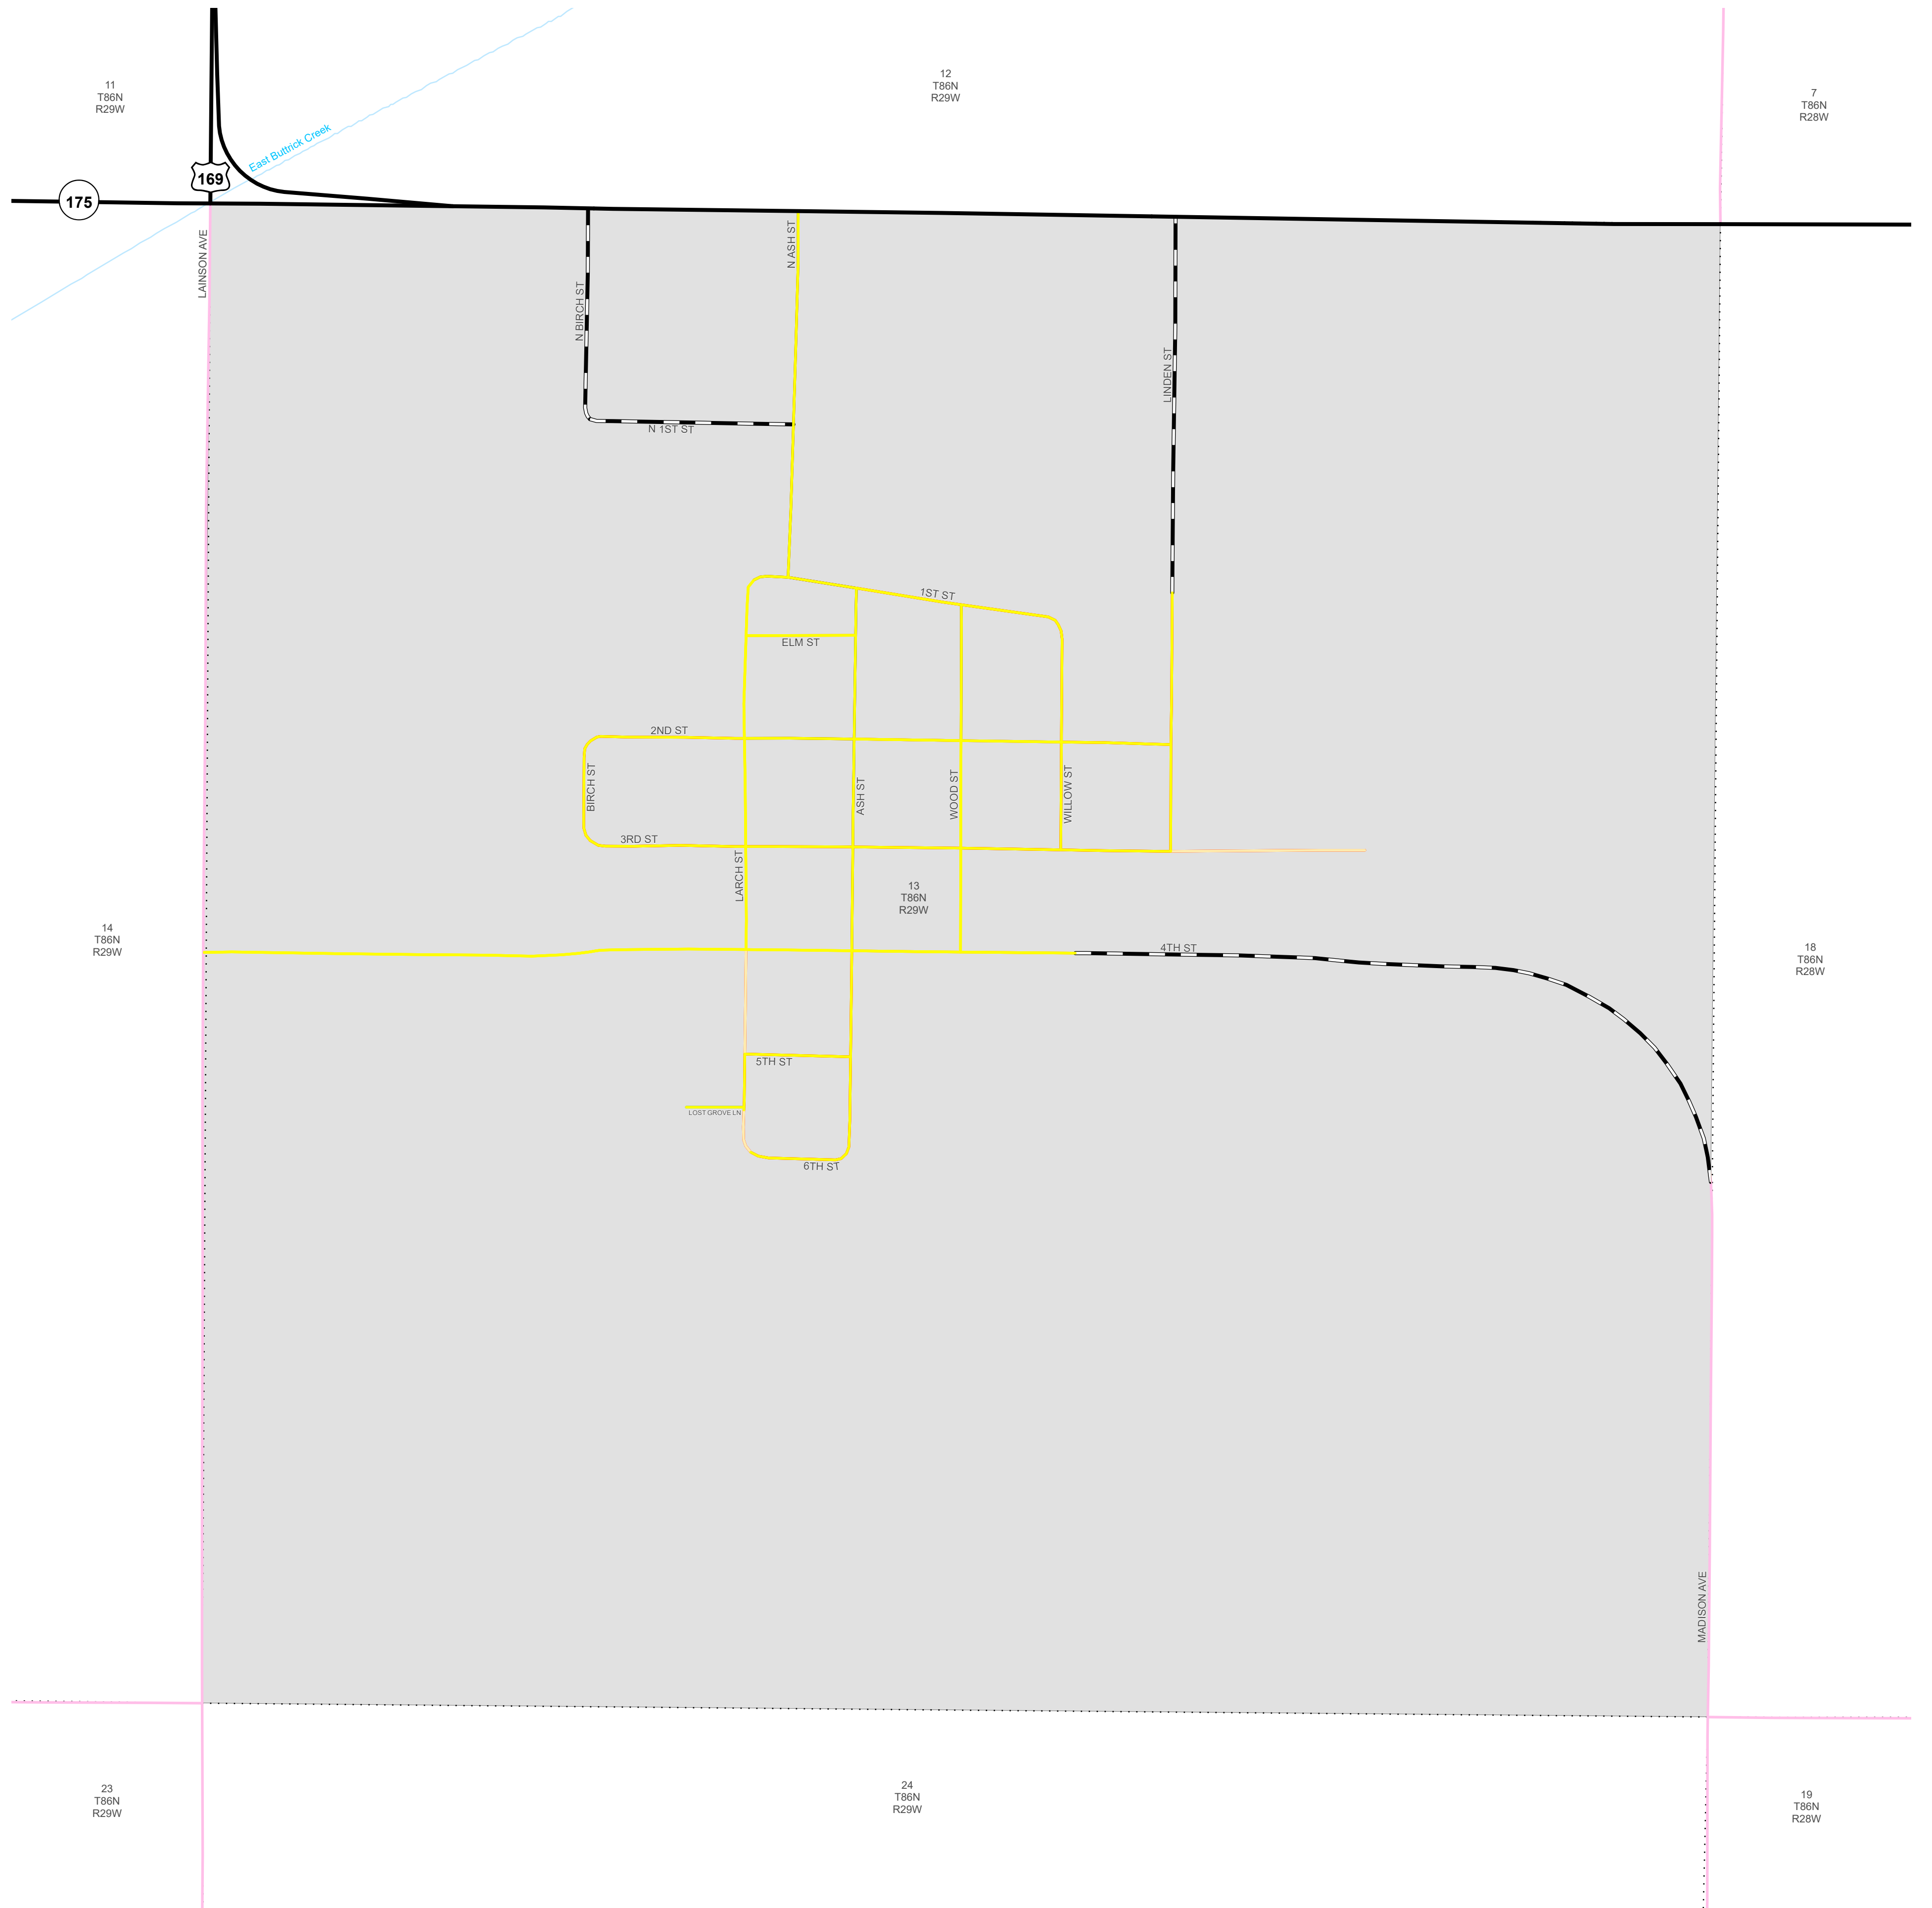 12
T86N
R29W
11
T86N
R29W
7
T86N
R28W
East Buttrick Creek
169
175
LAINSON AVE
N ASH ST
N BIRCH ST
LINDEN ST
N 1ST ST
1ST ST
ELM ST
2ND ST
BIRCH ST
ASH ST
WOOD ST
WILLOW ST
3RD ST
LARCH ST
13
T86N
R29W
14
T86N
R29W
4TH ST
18
T86N
R28W
5TH ST
LOST GROVE LN
6TH ST
MADISON AVE
23
T86N
R29W
24
T86N
R29W
19
T86N
R28W